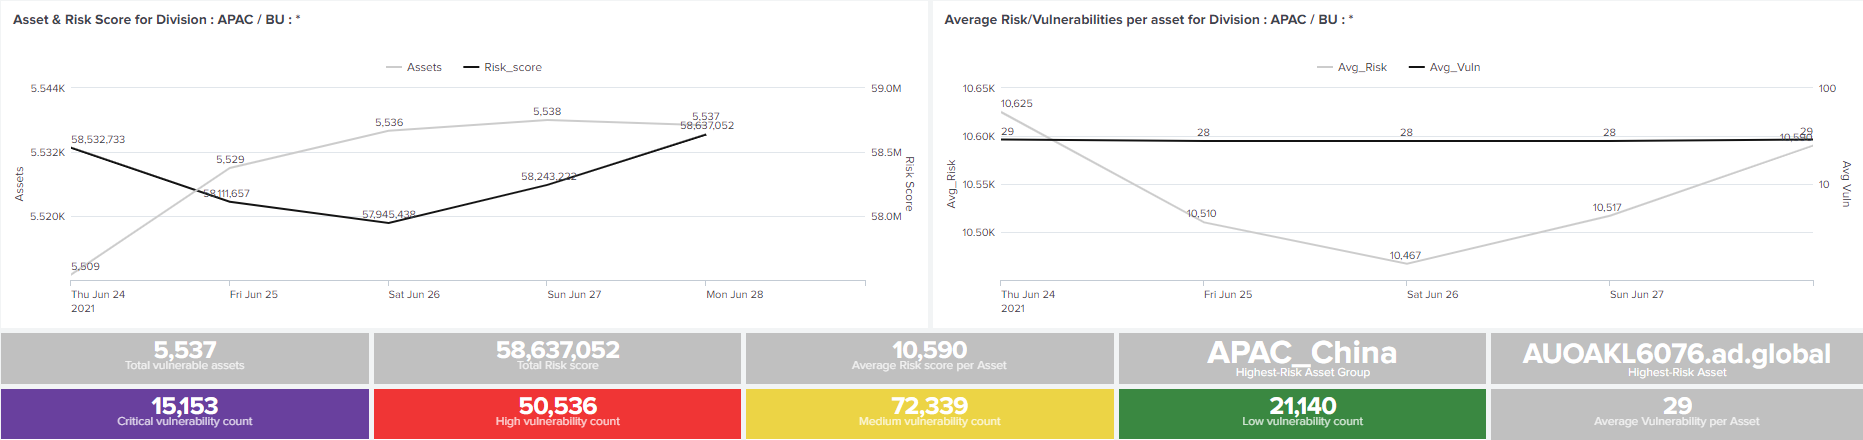 Asset & Risk Score for Division : APAC / BU : *
Assets
Risk_score
5.544K
5.532K
5.520K
Assets
59.0M
58.5M
58.0M
Risk Score
58,532,733
58,111,657
57,945,438
58,243,222
58,637,052
5,509
5,529
5,536
5,538
5,537
Thu Jun 24
2021
Fri Jun 25
Sat Jun 26
Sun Jun 27
Mon Jun 28
Average Risk/Vulnerabilities per asset for Division : APAC / BU : *
Avg_Risk
Avg_Vuln
10.65K
10.60K
10.55K
10.50K
Avg_Risk
100
10
Avg Vuln
10,625
10,510
10,467
10,517
10,590
29
28
28
28
29
Thu Jun 24
2021
Fri Jun 25
Sat Jun 26
Sun Jun 27
5,537
Total vulnerable assets
58,637,052
Total Risk score
10,590
Average Risk score per Asset
APAC_China
Highest-Risk Asset Group
AUOAKL6076.ad.global
Highest-Risk Asset
15,153
Critical vulnerability count
50,536
High vulnerability count
72,339
Medium vulnerability count
21,140
Low vulnerability count
29
Average Vulnerability per Asset